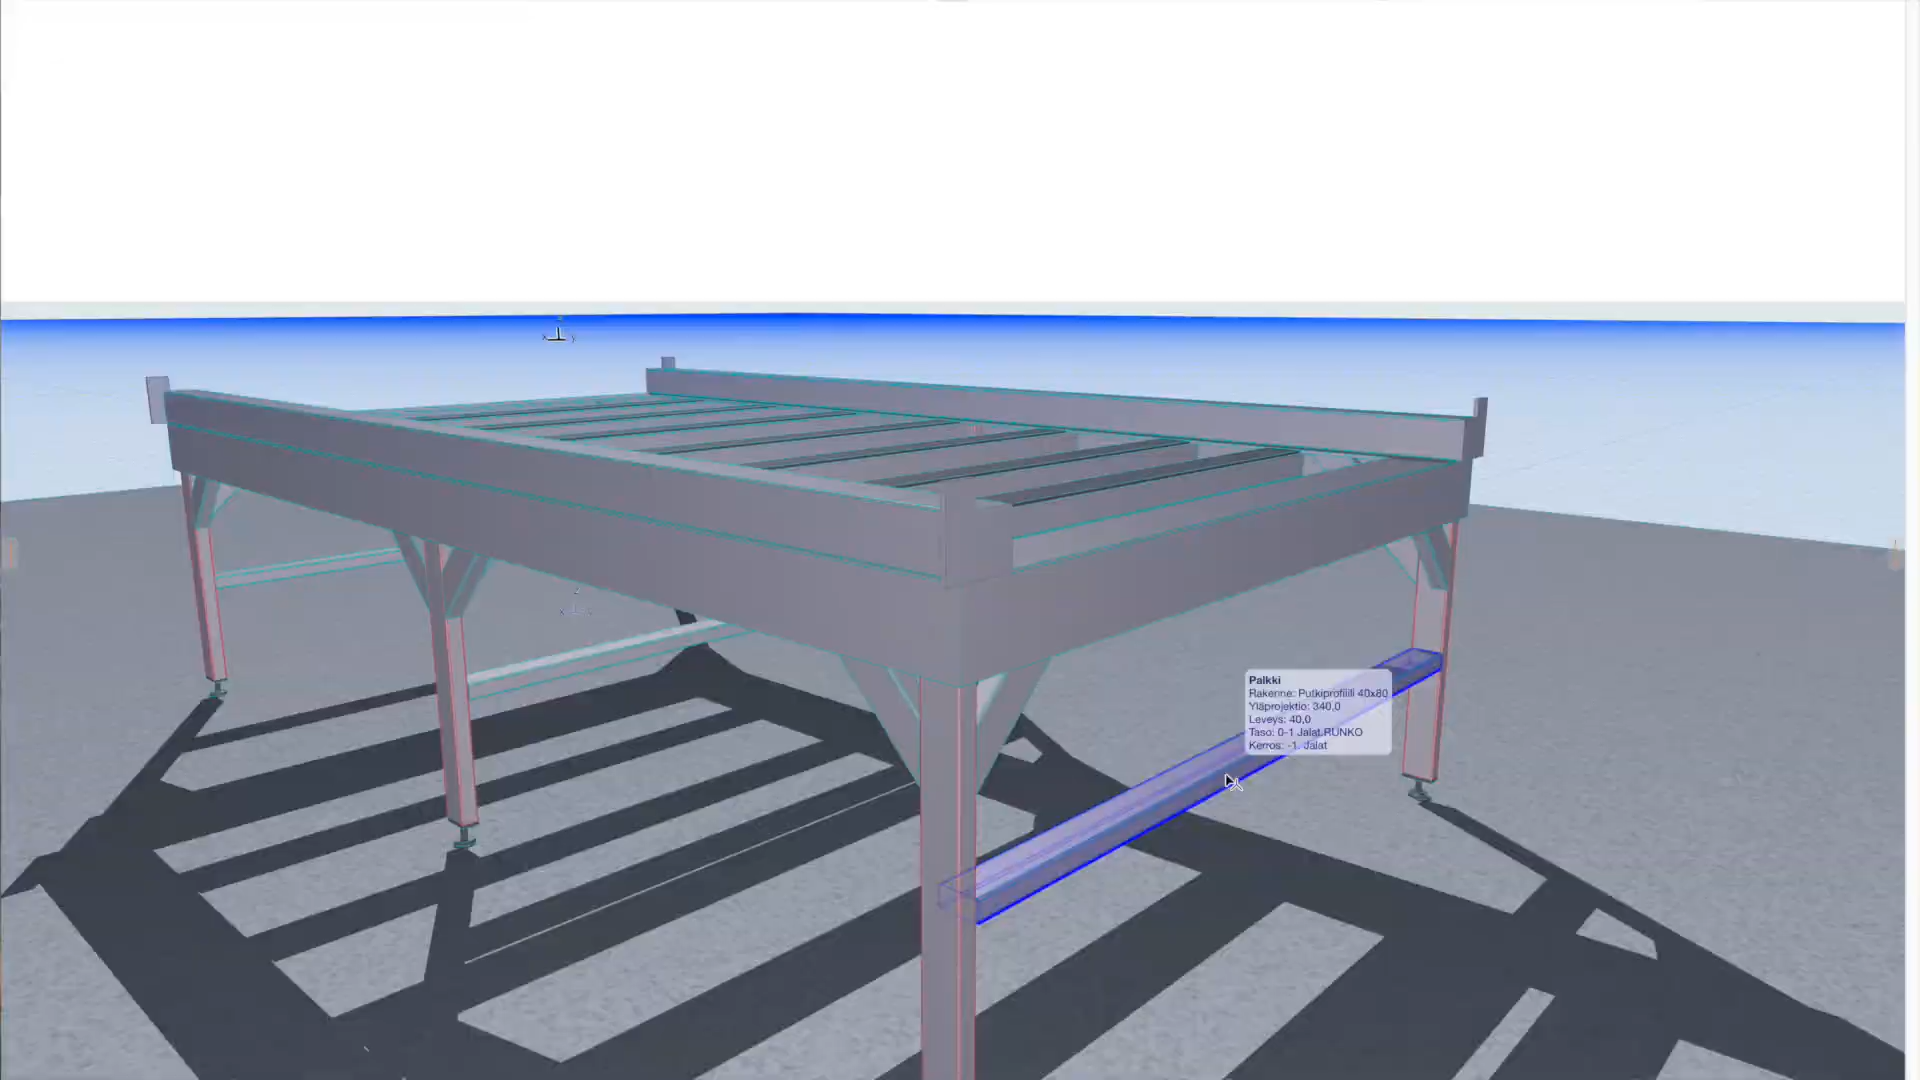 Palkki
Rakenne: Putkiprofiili 40x80
Yläprojektio: 340,0
Leveys: 40,0
Taso: 0-1 Jalat.RUNKO
Kerros: -1. Jalat